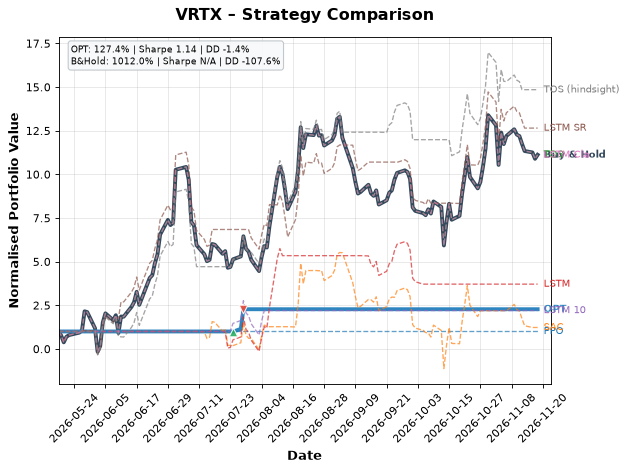 VRTX – Strategy Comparison
OPT: 127.4% | Sharpe 1.14 | DD -1.4%
B&Hold: 1012.0% | Sharpe N/A | DD -107.6%
Normalised Portfolio Value
17.5
15.0
12.5
10.0
7.5
5.0
2.5
0.0
TOS (hindsight)
LSTM SR
Buy & Hold
LSTM
OPT
LSTM 10
PPO
2026-05-24
2026-06-05
2026-06-17
2026-06-29
2026-07-11
2026-07-23
2026-08-04
2026-08-16
2026-08-28
2026-09-09
2026-09-21
2026-10-03
2026-10-15
2026-10-27
2026-11-08
2026-11-20
Date